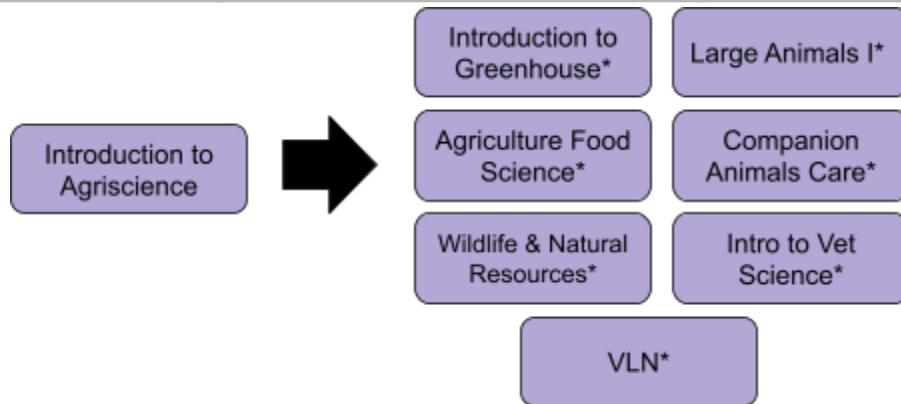 Introduction to
Agriscience
Introduction to
Greenhouse*
Large Animals I*
Agriculture Food
Science*
Companion
Animals Care*
Wildlife & Natural
Resources*
Intro to Vet
Science*
VLN*